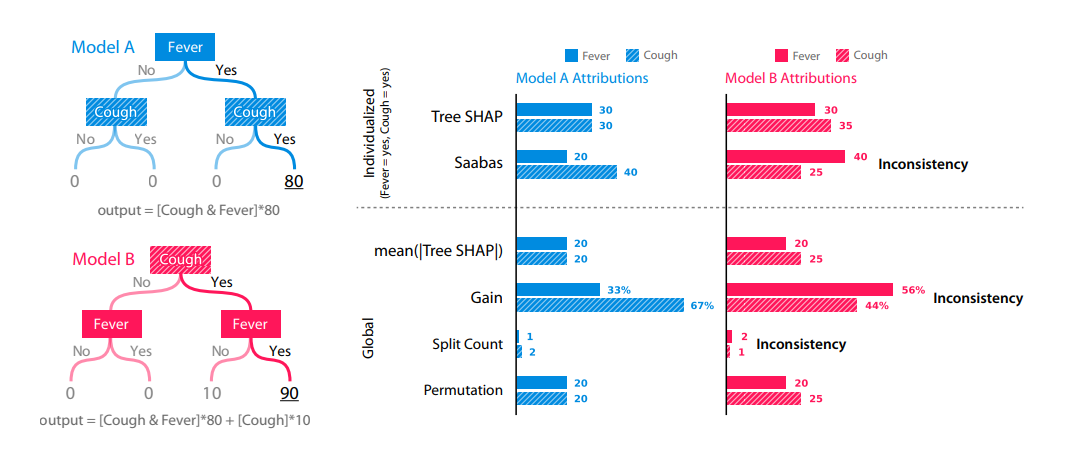 Model A
Fever
No
Yes
Cough
Cough
No
Yes
No
Yes
0
0
0
80
output = [Cough & Fever]*80
Model B
Cough
No
Yes
Fever
Fever
No
Yes
No
Yes
0
0
10
90
output = [Cough & Fever]*80 + [Cough]*10
Fever
Cough
Model A Attributions
Fever
Cough
Model B Attributions
Individualized
(Fever = yes, Cough = yes)
Tree SHAP
30
30
30
35
Saabas
20
40
40
25
Inconsistency
Global
mean(|Tree SHAP|)
20
20
20
25
Gain
33%
67%
56%
44%
Inconsistency
Split Count
1
2
2
1
Inconsistency
Permutation
20
20
20
25